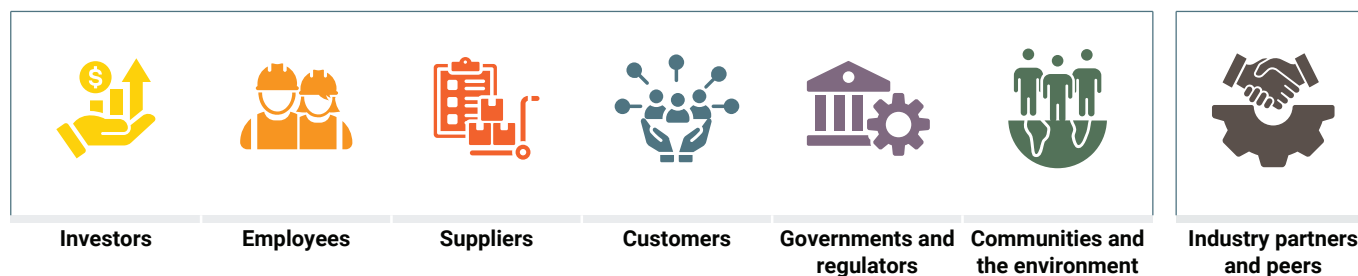 $
Investors
Employees
Suppliers
Customers
Governments and
regulators
Communities and
the environment
Industry partners
and peers